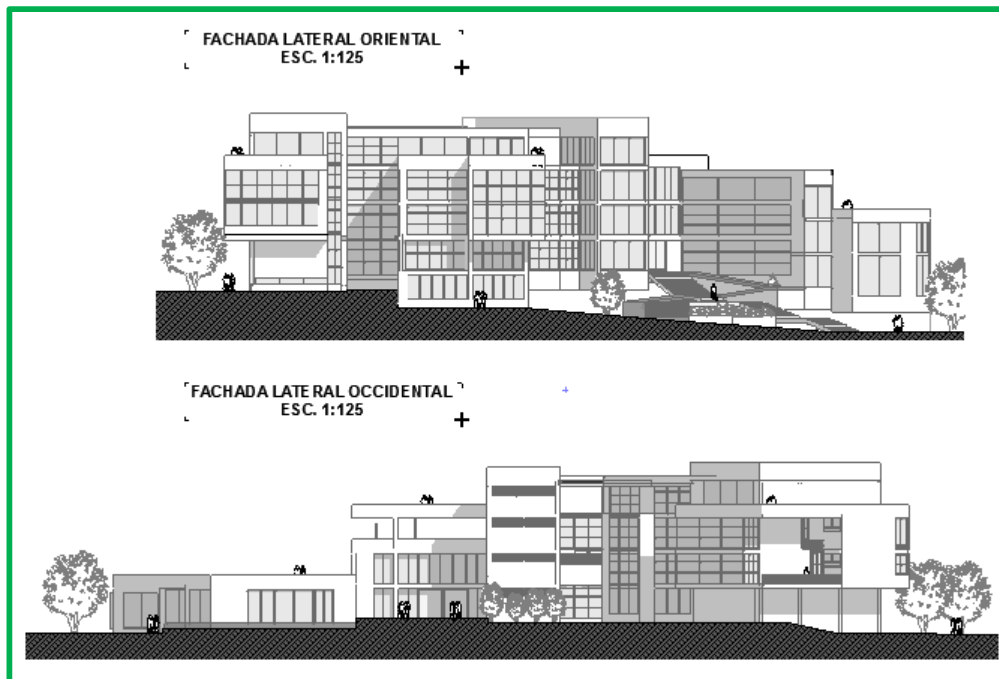 FACHADA LATERAL ORIENTAL
ESC. 1:125
FACHADA LATERAL OCCIDENTAL
ESC. 1:125